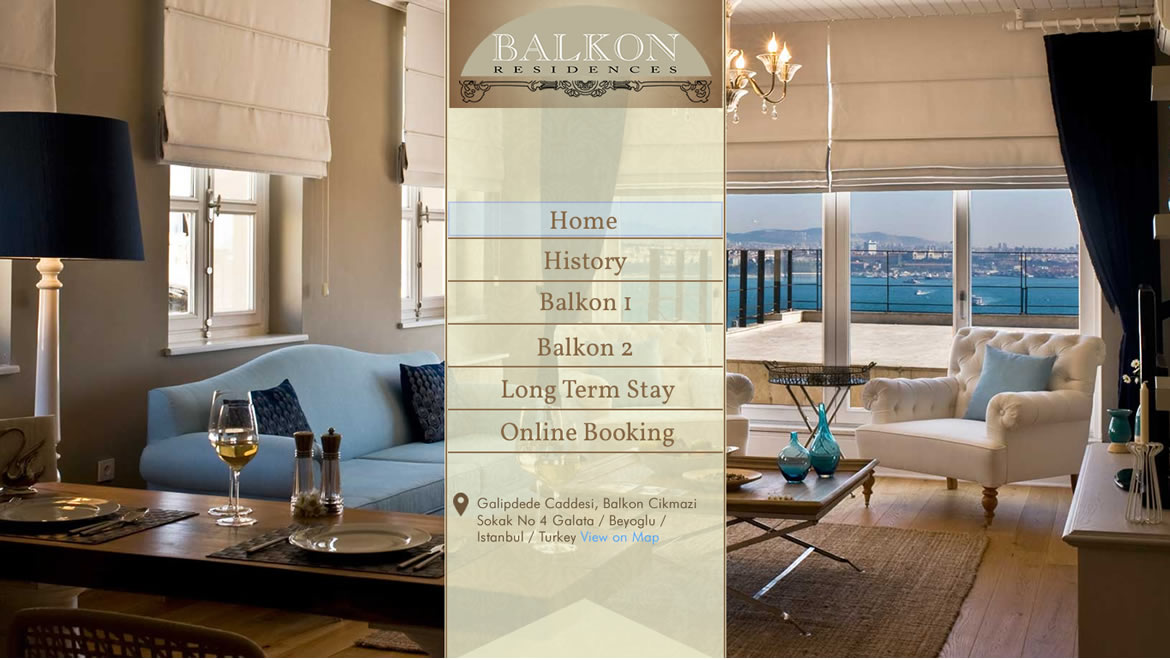 BALKON
RESIDENCES
Home
History
Balkon 1
Balkon 2
Long Term Stay
Online Booking
Galipdede Caddesi, Balkon Cikmazi
Sokak No 4 Galata / Beyoglu /
Istanbul / Turkey View on Map